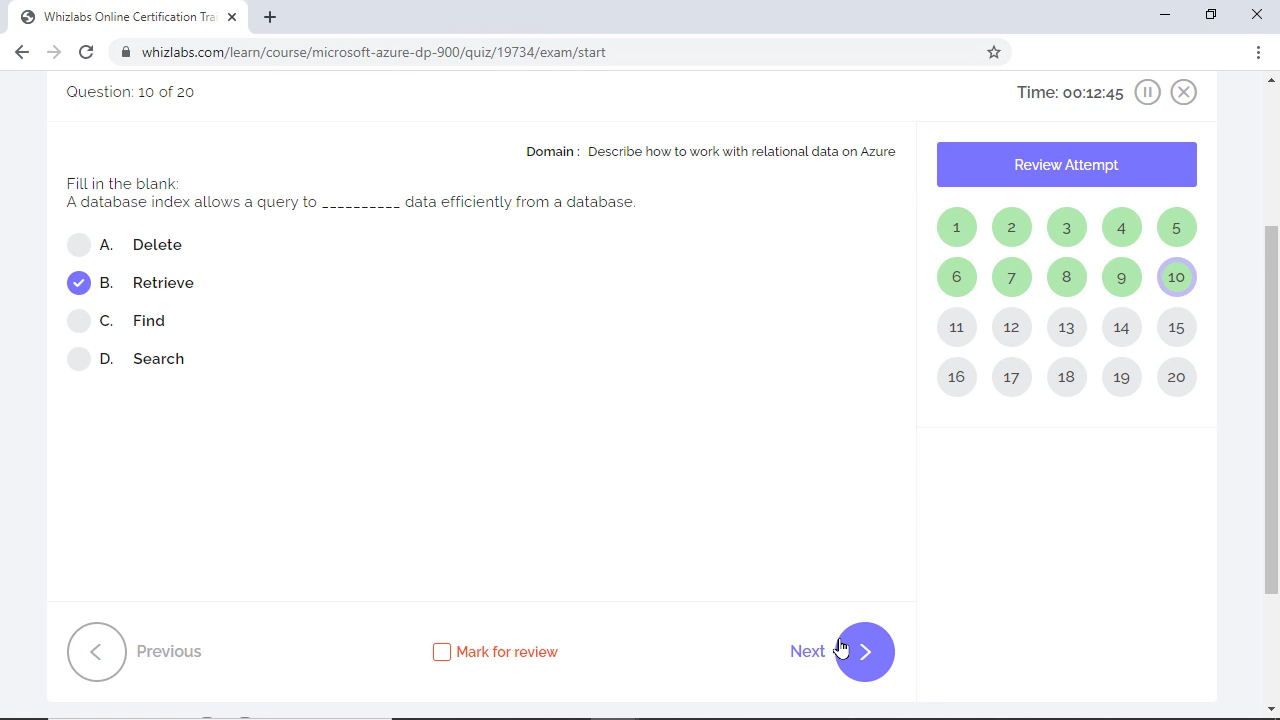 Whizlabs Online Certification Tra
whizlabs.com/learn/course/microsoft-azure-dp-900/quiz/19734/exam/start
Question: 10 of 20
Time: 00:12:45
Domain : Describe how to work with relational data on Azure
Fill in the blank:
A database index allows a query to __________ data efficiently from a database.
A. Delete
B. Retrieve
C. Find
D. Search
Previous
Mark for review
Next
Review Attempt
1 2 3 4 5
6 7 8 9 10
11 12 13 14 15
16 17 18 19 20